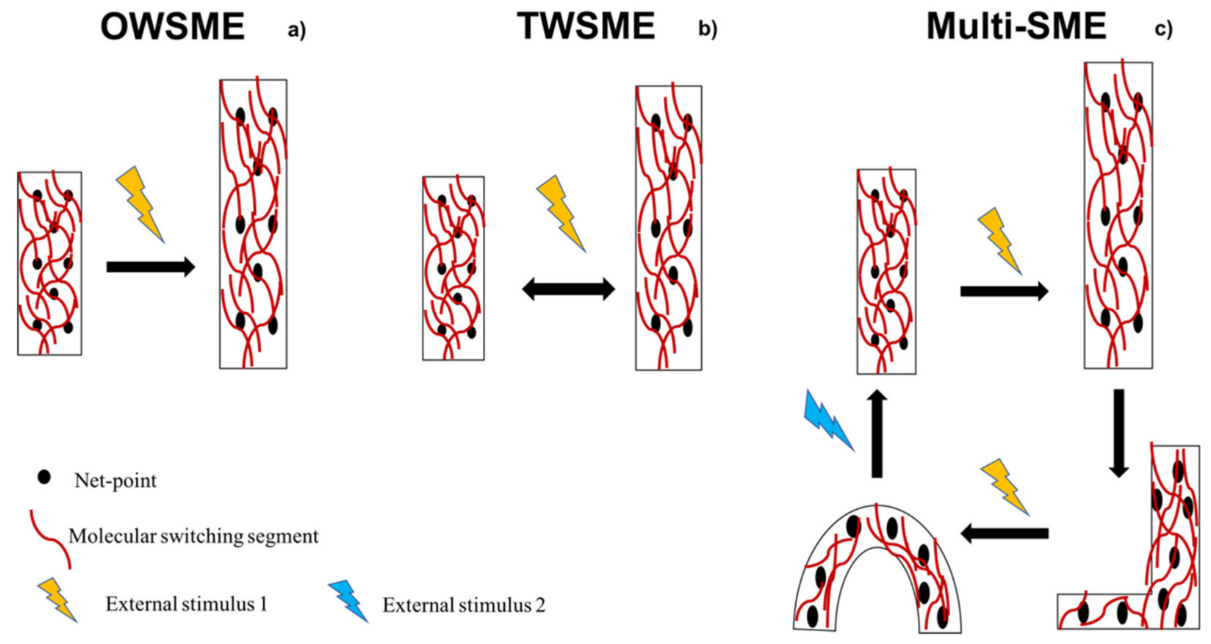 OWSME a)
TWSME b)
Multi-SME c)
Net-point
Molecular switching segment
External stimulus 1
External stimulus 2